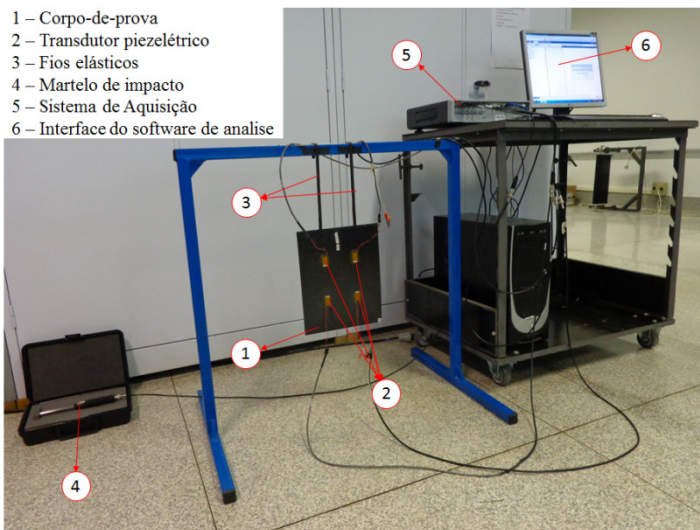 1 – Corpo-de-prova
2 – Transdutor piezelétrico
3 – Fios elásticos
4 – Martelo de impacto
5 – Sistema de Aquisição
6 – Interface do software de analise
5
6
3
1
2
4